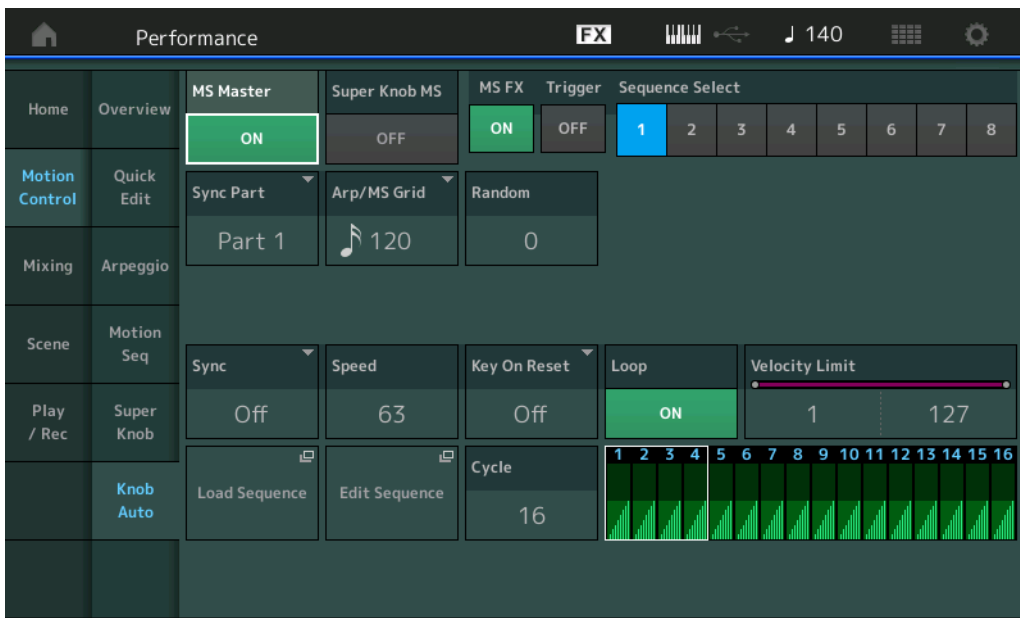 Performance
FX
140
Home
Overview
MS Master
Super Knob MS
MS FX
Trigger
Sequence Select
ON
OFF
ON
OFF
1 2 3 4 5 6 7 8
Motion
Control
Quick
Edit
Sync Part
Arp/MS Grid
Random
Part 1
120
0
Mixing
Arpeggio
Scene
Motion
Seq
Sync
Speed
Key On Reset
Loop
Velocity Limit
Off
63
Off
ON
1
127
Play
/ Rec
Super
Knob
Load Sequence
Edit Sequence
Cycle
16
1 2 3 4 5 6 7 8 9 10 11 12 13 14 15 16
Knob
Auto